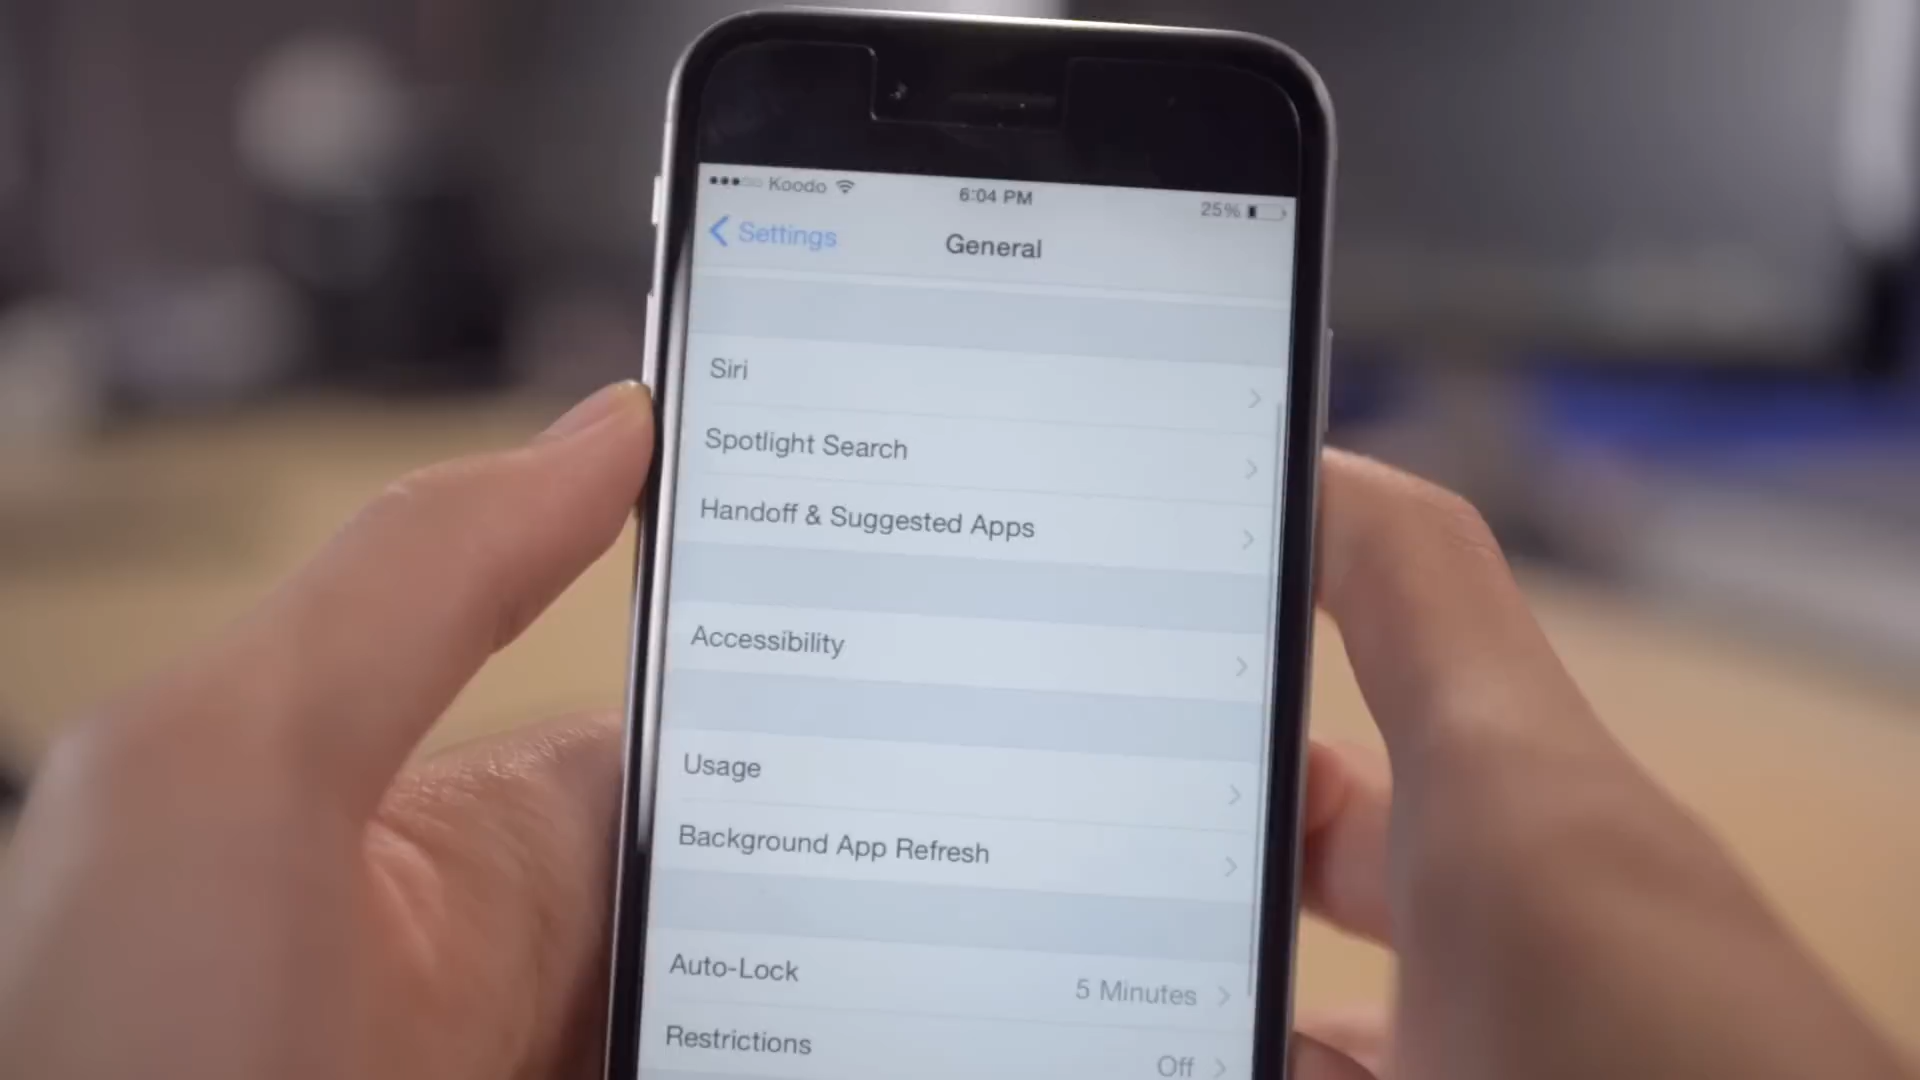 Koodo 6:04 PM 25%
Settings General
Siri
Spotlight Search
Handoff & Suggested Apps
Accessibility
Usage
Background App Refresh
Auto-Lock 5 Minutes
Restrictions Off